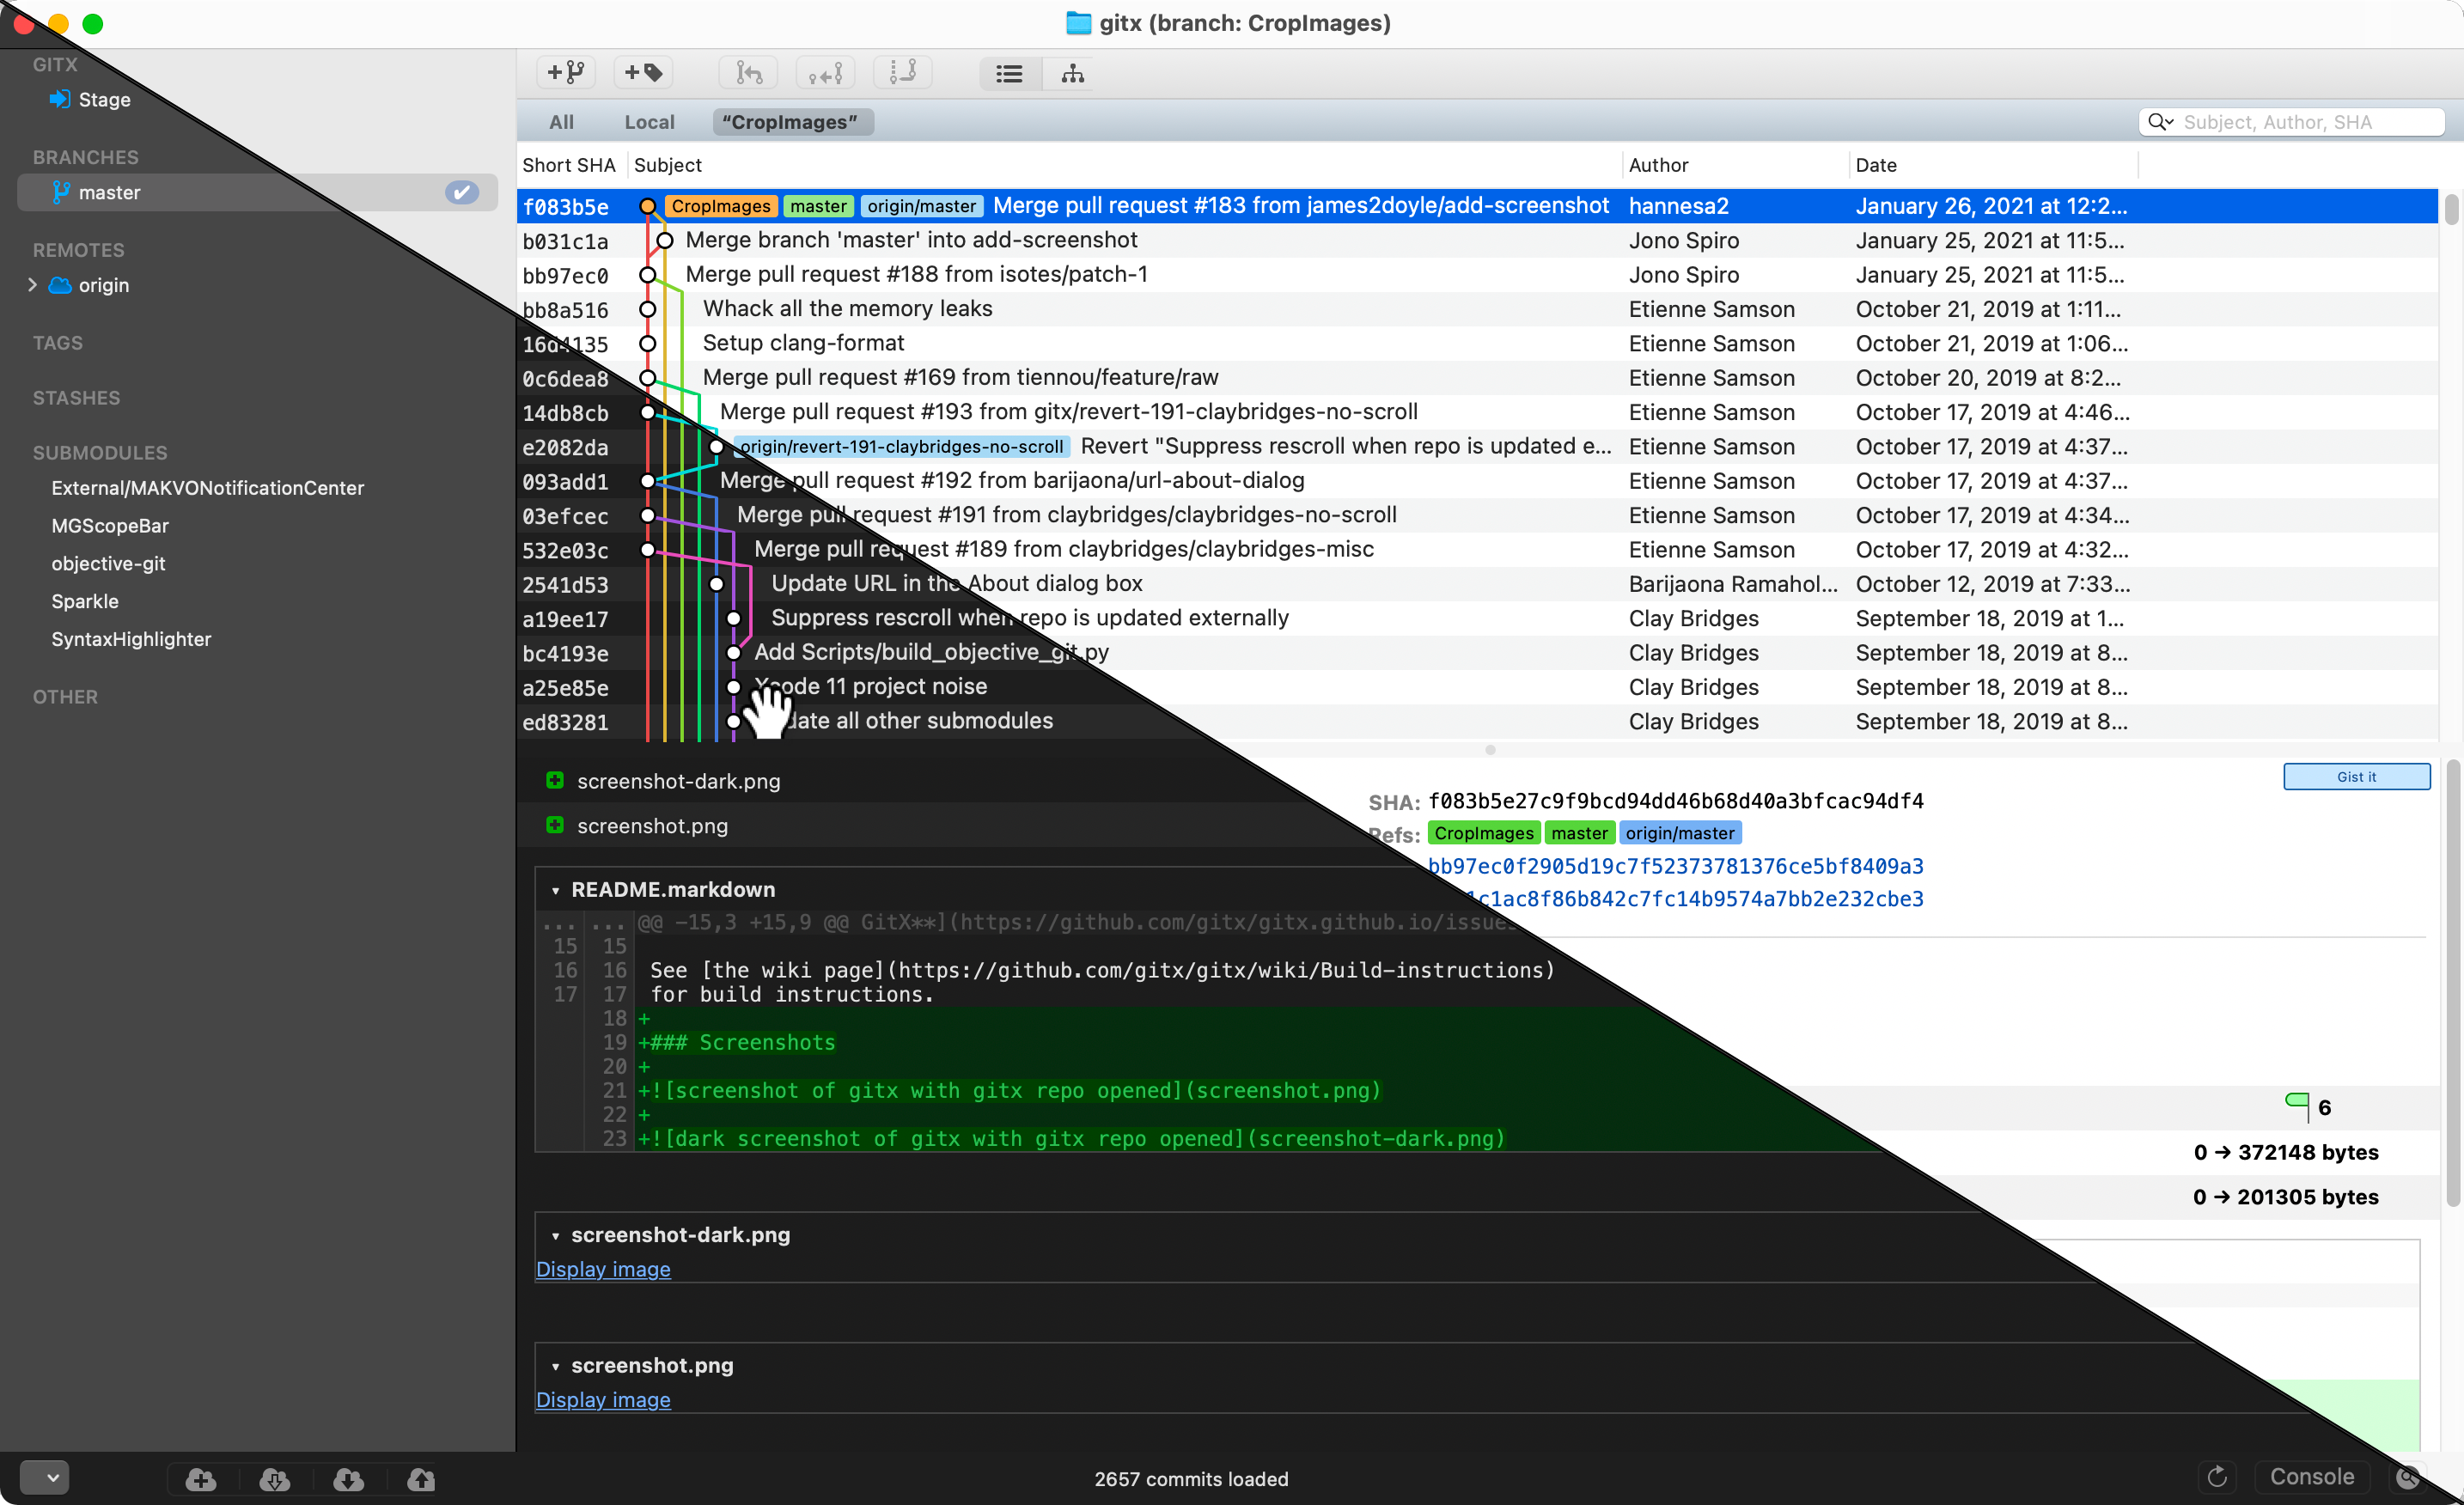 gitx (branch: CropImages)
GITX
Stage
BRANCHES
master
REMOTES
origin
TAGS
STASHES
SUBMODULES
External/MAKVONotificationCenter
MGScopeBar
objective-git
Sparkle
SyntaxHighlighter
OTHER
All Local “CropImages” Subject, Author, SHA
Short SHA Subject Author Date
f083b5e CropImages master origin/master Merge pull request #183 from james2doyle/add-screenshot hannesa2 January 26, 2021 at 12:2...
b031c1a Merge branch 'master' into add-screenshot Jono Spiro January 25, 2021 at 11:5...
bb97ec0 Merge pull request #188 from isotes/patch-1 Jono Spiro January 25, 2021 at 11:5...
bb8a516 Whack all the memory leaks Etienne Samson October 21, 2019 at 1:11...
16d4135 Setup clang-format Etienne Samson October 21, 2019 at 1:06...
0c6dea8 Merge pull request #169 from tiennou/feature/raw Etienne Samson October 20, 2019 at 8:2...
14db8cb Merge pull request #193 from gitx/revert-191-claybridges-no-scroll Etienne Samson October 17, 2019 at 4:46...
e2082da origin/revert-191-claybridges-no-scroll Revert "Suppress rescroll when repo is updated e... Etienne Samson October 17, 2019 at 4:37...
093add1 Merge pull request #192 from barijaona/url-about-dialog Etienne Samson October 17, 2019 at 4:37...
03efcec Merge pull request #191 from claybridges/claybridges-no-scroll Etienne Samson October 17, 2019 at 4:34...
532e03c Merge pull request #189 from claybridges/claybridges-misc Etienne Samson October 17, 2019 at 4:32...
2541d53 Update URL in the About dialog box Barijaona Ramahol... October 12, 2019 at 7:33...
a19ee17 Suppress rescroll when repo is updated externally Clay Bridges September 18, 2019 at 1...
bc4193e Add Scripts/build_objective_git.py Clay Bridges September 18, 2019 at 8...
a25e85e Xcode 11 project noise Clay Bridges September 18, 2019 at 8...
ed83281 date all other submodules Clay Bridges September 18, 2019 at 8...
Gist it
SHA: f083b5e27c9f9bcd94dd46b68d40a3bfcac94df4
Refs: CropImages master origin/master
bb97ec0f2905d19c7f52373781376ce5bf8409a3
1c1ac8f86b842c7fc14b9574a7bb2e232cbe3
6
0 → 372148 bytes
0 → 201305 bytes
screenshot-dark.png
screenshot.png
README.markdown
... ... @@ -15,3 +15,9 @@ GitX**](https://github.com/gitx/gitx.github.io/issues
15 15
16 16 See [the wiki page](https://github.com/gitx/gitx/wiki/Build-instructions)
17 17 for build instructions.
18 +
19 +### Screenshots
20 +
21 +![screenshot of gitx with gitx repo opened](screenshot.png)
22 +
23 +![dark screenshot of gitx with gitx repo opened](screenshot-dark.png)
screenshot-dark.png
Display image
screenshot.png
Display image
2657 commits loaded
Console